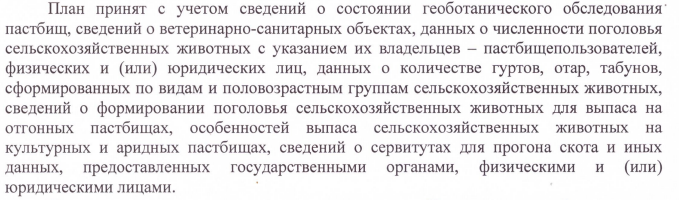 План принят с учетом сведений о состоянии геоботанического обследования
пастбищ, сведений о ветеринарно-санитарных объектах, данных о численности поголовья
сельскохозяйственных животных с указанием их владельцев – пастбищепользователей,
физических и (или) юридических лиц, данных о количестве гуртов, отар, табунов,
сформированных по видам и половозрастным группам сельскохозяйственных животных,
сведений о формировании поголовья сельскохозяйственных животных для выпаса на
отгонных пастбищах, особенностей выпаса сельскохозяйственных животных на
культурных и аридных пастбищах, сведений о сервитутах для прогона скота и иных
данных, предоставленных государственными органами, физическими и (или)
юридическими лицами.